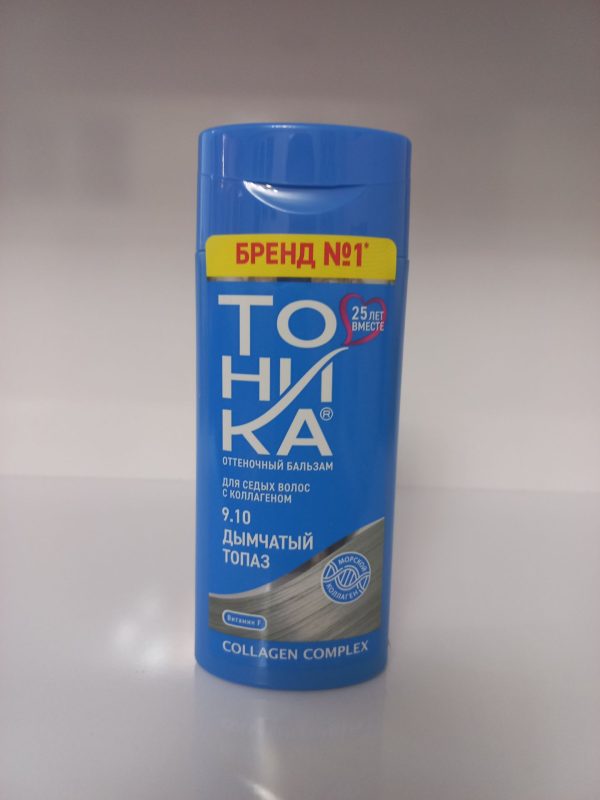 БРЕНД №1*
ТО
НИ
КА®
25 ЛЕТ
ВМЕСТЕ
ОТТЕНОЧНЫЙ БАЛЬЗАМ
ДЛЯ СЕДЫХ ВОЛОС
С КОЛЛАГЕНОМ
9.10
ДЫМЧАТЫЙ
ТОПАЗ
МОРСКОЙ
КОЛЛАГЕН
Витамин F
COLLAGEN COMPLEX